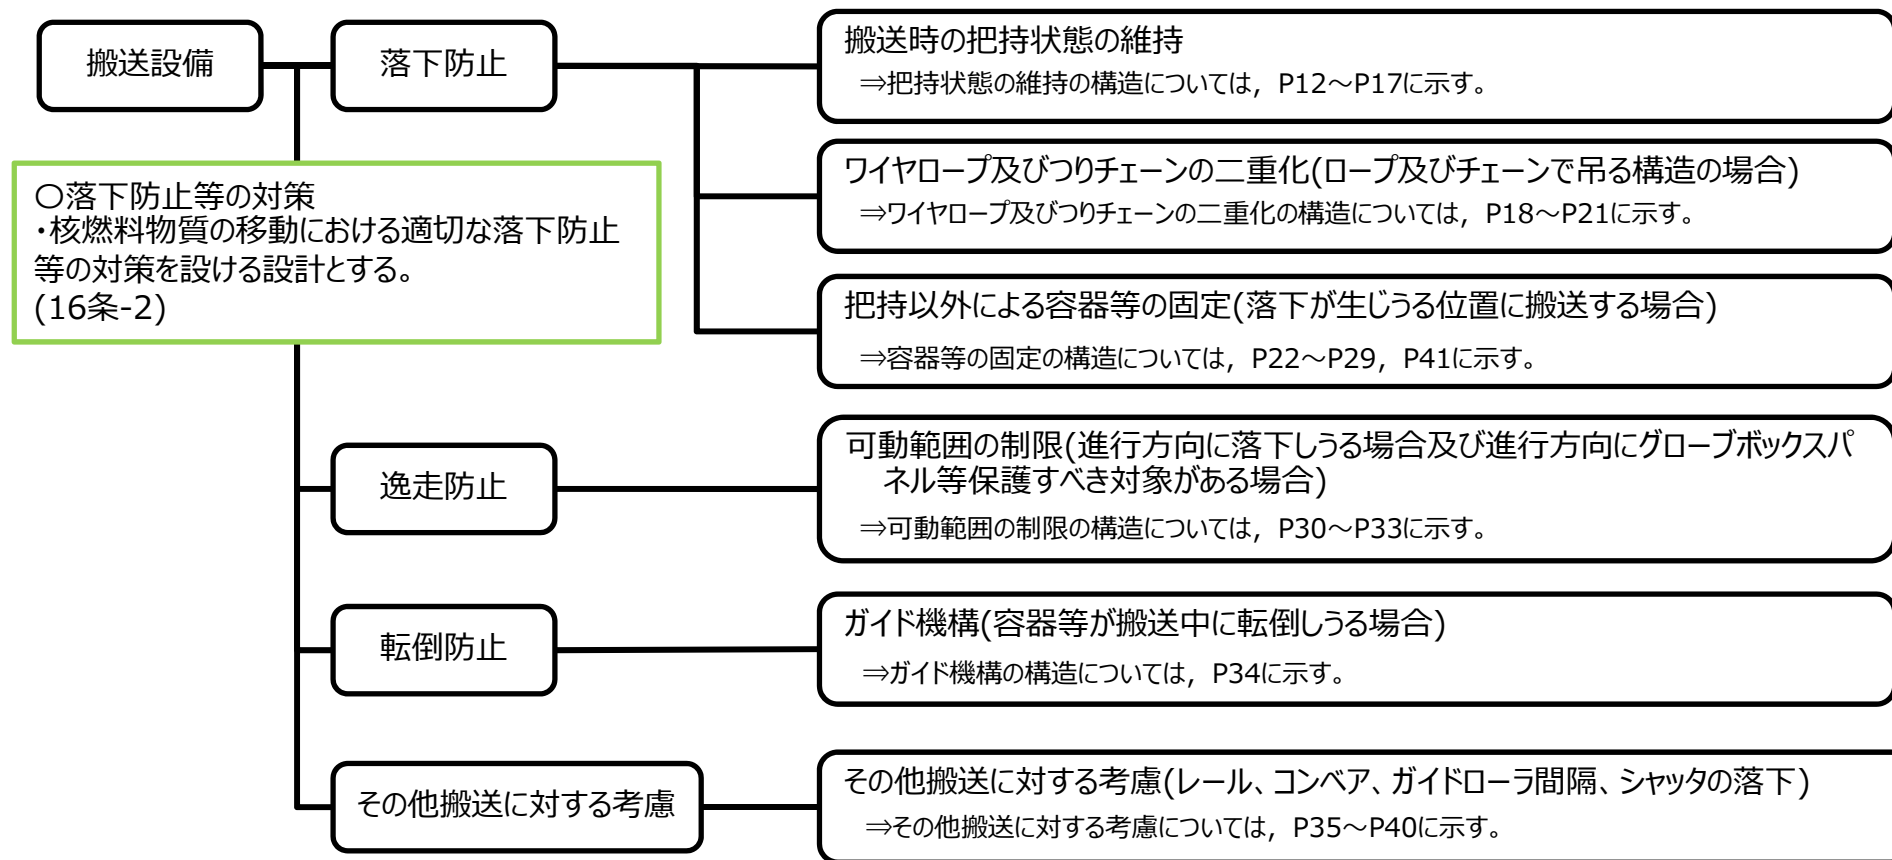 搬送設備
落下防止
搬送時の把持状態の維持
⇒把持状態の維持の構造については，P12～P17に示す。
ワイヤロープ及びつりチェーンの二重化(ロープ及びチェーンで吊る構造の場合)
⇒ワイヤロープ及びつりチェーンの二重化の構造については，P18～P21に示す。
〇落下防止等の対策
・核燃料物質の移動における適切な落下防止
等の対策を設ける設計とする。
(16条-2)
把持以外による容器等の固定(落下が生じうる位置に搬送する場合)
⇒容器等の固定の構造については，P22～P29，P41に示す。
逸走防止
可動範囲の制限(進行方向に落下しうる場合及び進行方向にグローブボックスパ
ネル等保護すべき対象がある場合)
⇒可動範囲の制限の構造については，P30～P33に示す。
転倒防止
ガイド機構(容器等が搬送中に転倒しうる場合)
⇒ガイド機構の構造については，P34に示す。
その他搬送に対する考慮
その他搬送に対する考慮(レール、コンベア、ガイドローラ間隔、シャッタの落下)
⇒その他搬送に対する考慮については，P35～P40に示す。